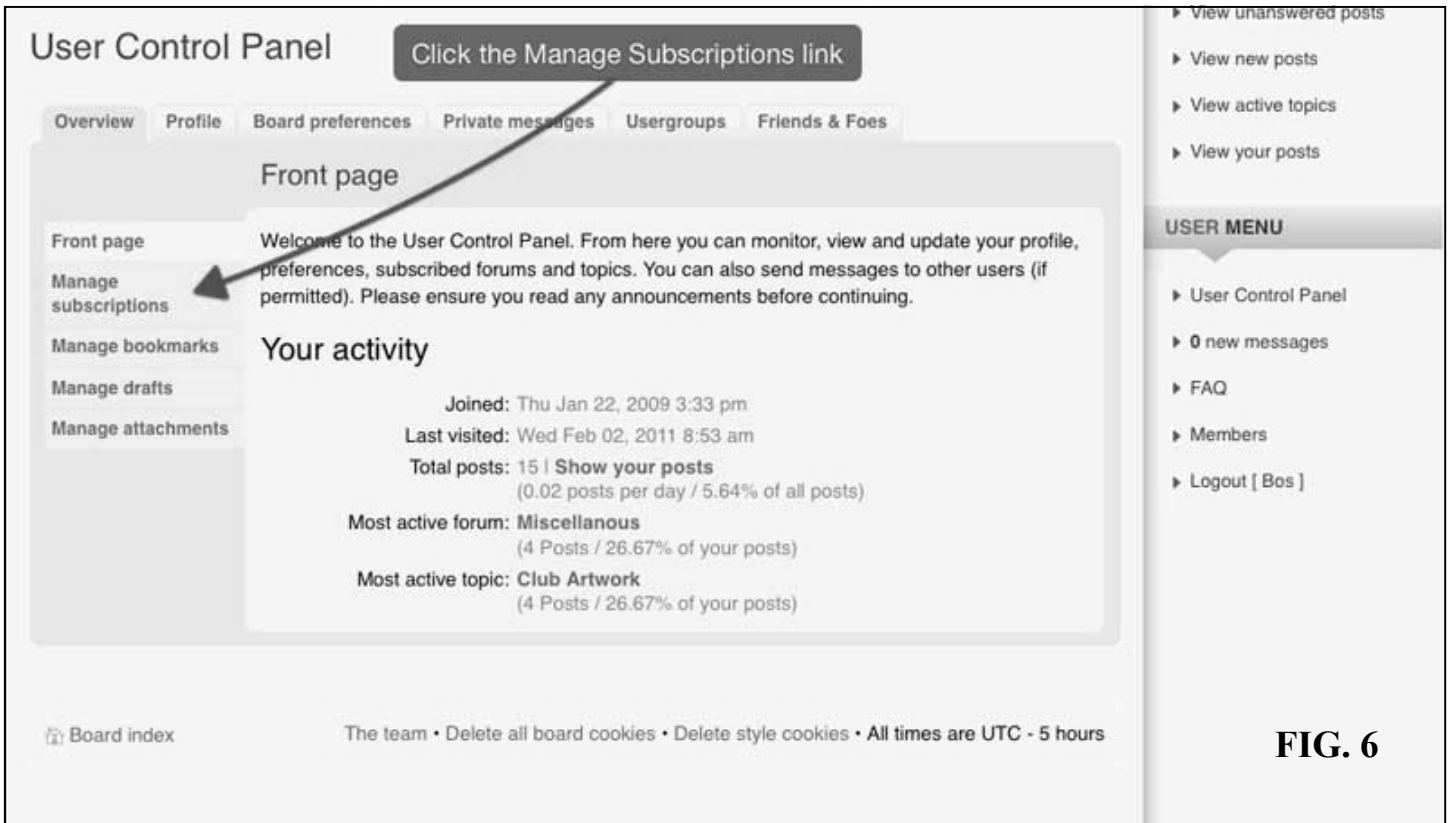 User Control Panel
Click the Manage Subscriptions link
Overview Profile Board preferences Private messages Usergroups Friends & Foes
Front page
Front page
Manage
subscriptions
Manage bookmarks
Manage drafts
Manage attachments
Welcome to the User Control Panel. From here you can monitor, view and update your profile,
preferences, subscribed forums and topics. You can also send messages to other users (if
permitted). Please ensure you read any announcements before continuing.
Your activity
Joined: Thu Jan 22, 2009 3:33 pm
Last visited: Wed Feb 02, 2011 8:53 am
Total posts: 15 | Show your posts
(0.02 posts per day / 5.64% of all posts)
Most active forum: Miscellanous
(4 Posts / 26.67% of your posts)
Most active topic: Club Artwork
(4 Posts / 26.67% of your posts)
Board index
The team • Delete all board cookies • Delete style cookies • All times are UTC - 5 hours
View unanswered posts
View new posts
View active topics
View your posts
USER MENU
User Control Panel
0 new messages
FAQ
Members
Logout [ Bos ]
FIG. 6